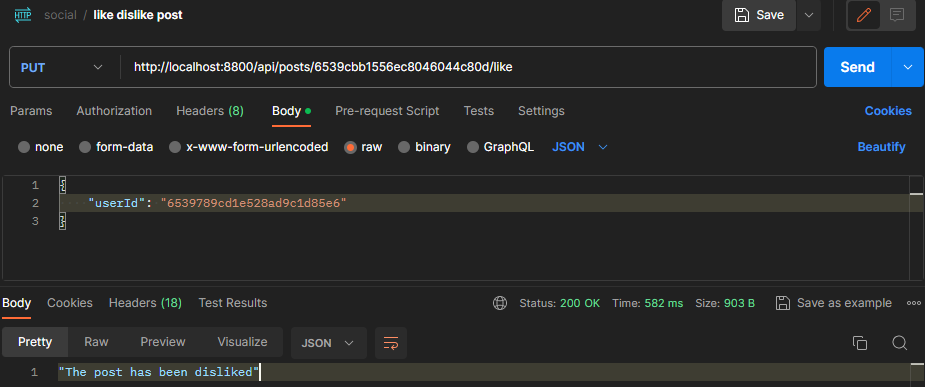 HTTP social / like dislike post Save
PUT http://localhost:8800/api/posts/6539cbb1556ec8046044c80d/like Send
Params Authorization Headers (8) Body Pre-request Script Tests Settings Cookies
none form-data x-www-form-urlencoded raw binary GraphQL JSON Beautify
1 {
2 "userId": "6539789cd1e528ad9c1d85e6"
3 }
Body Cookies Headers (18) Test Results Status: 200 OK Time: 582 ms Size: 903 B Save as example
Pretty Raw Preview Visualize JSON
1 "The post has been disliked"